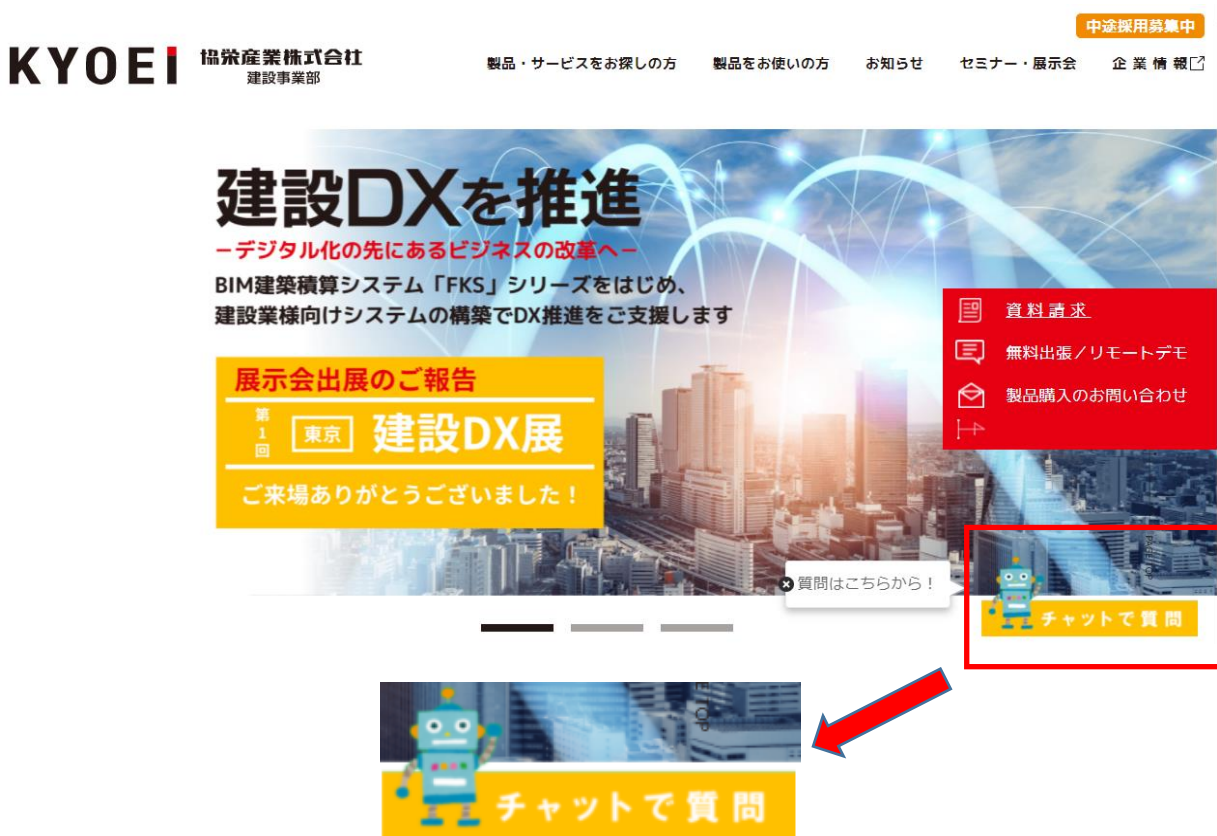 中途採用募集中
KYOEI 協栄産業株式会社
建設事業部
製品・サービスをお探しの方 製品をお使いの方 お知らせ セミナー・展示会 企業情報
建設DXを推進
－デジタル化の先にあるビジネスの改革へ－
BIM建築積算システム「FKS」シリーズをはじめ、
建設業様向けシステムの構築でDX推進をご支援します
資料請求
無料出張／リモートデモ
製品購入のお問い合わせ
展示会出展のご報告
第1回 東京 建設DX展
ご来場ありがとうございました！
質問はこちらから！
PAGE TOP
チャットで質問
E TOP
チャットで質問